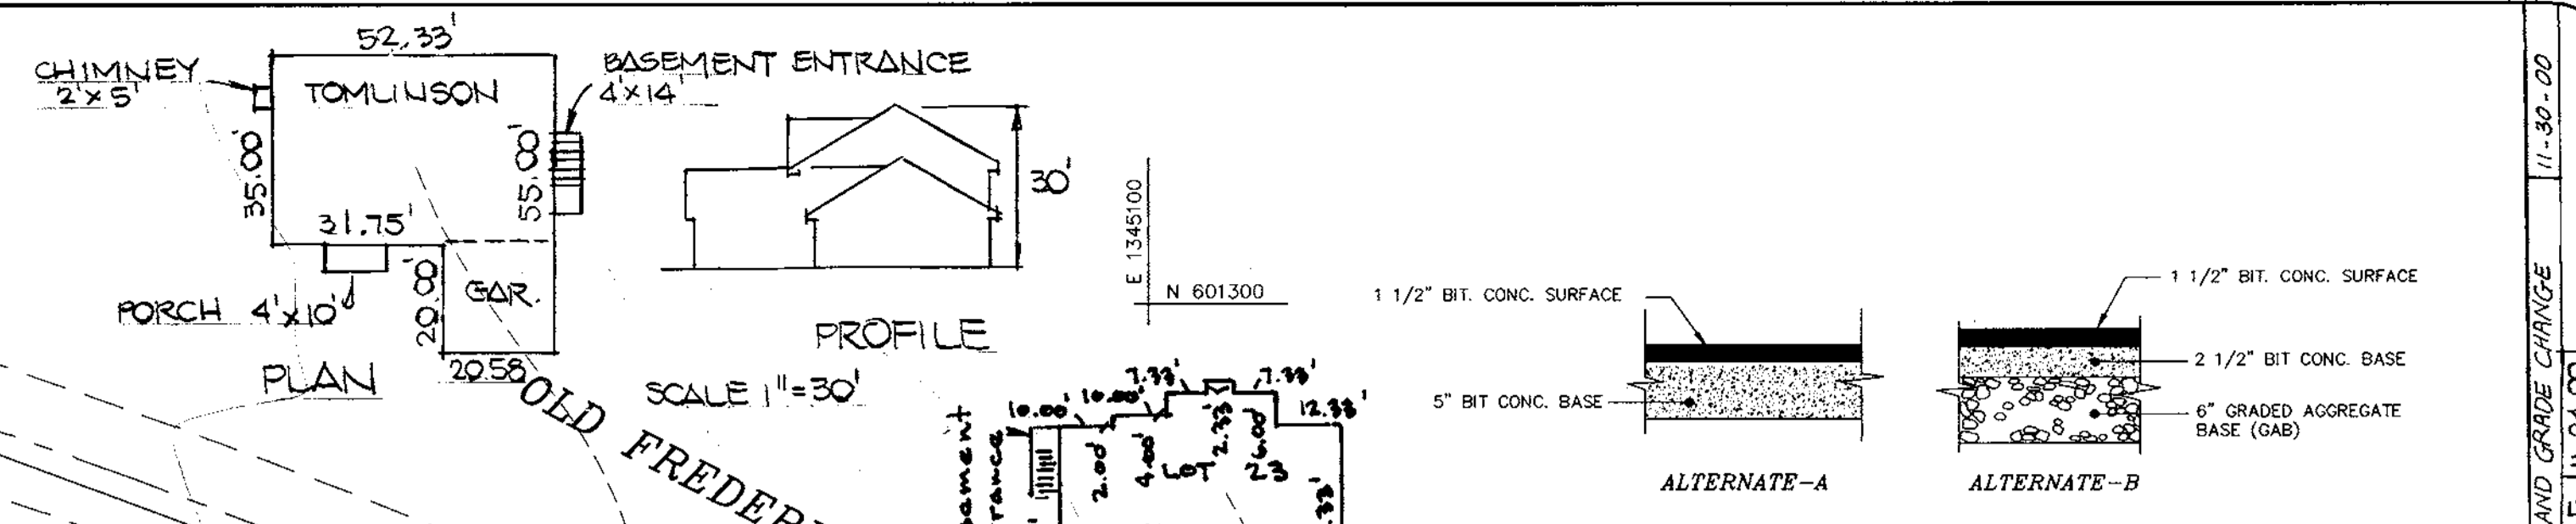 52.33'
CHIMNEY
2'x5'
TOMLINSON
BASEMENT ENTRANCE
4'x14'
35.00'
55.00'
31.75'
20.00'
GAR.
PORCH 4'x10'
PLAN
20.58'
30'
PROFILE
SCALE 1"=30'
E 1345100
N 601300
OLD
10.00'
10.00'
7.33'
7.33'
12.33'
2.00'
4.00'
2.33'
6.00'
LOT 23
1 1/2" BIT. CONC. SURFACE
5" BIT CONC. BASE
ALTERNATE-A
1 1/2" BIT. CONC. SURFACE
2 1/2" BIT CONC. BASE
6" GRADED AGGREGATE
BASE (GAB)
ALTERNATE-B
11-30-00
AND GRADE CHANGE